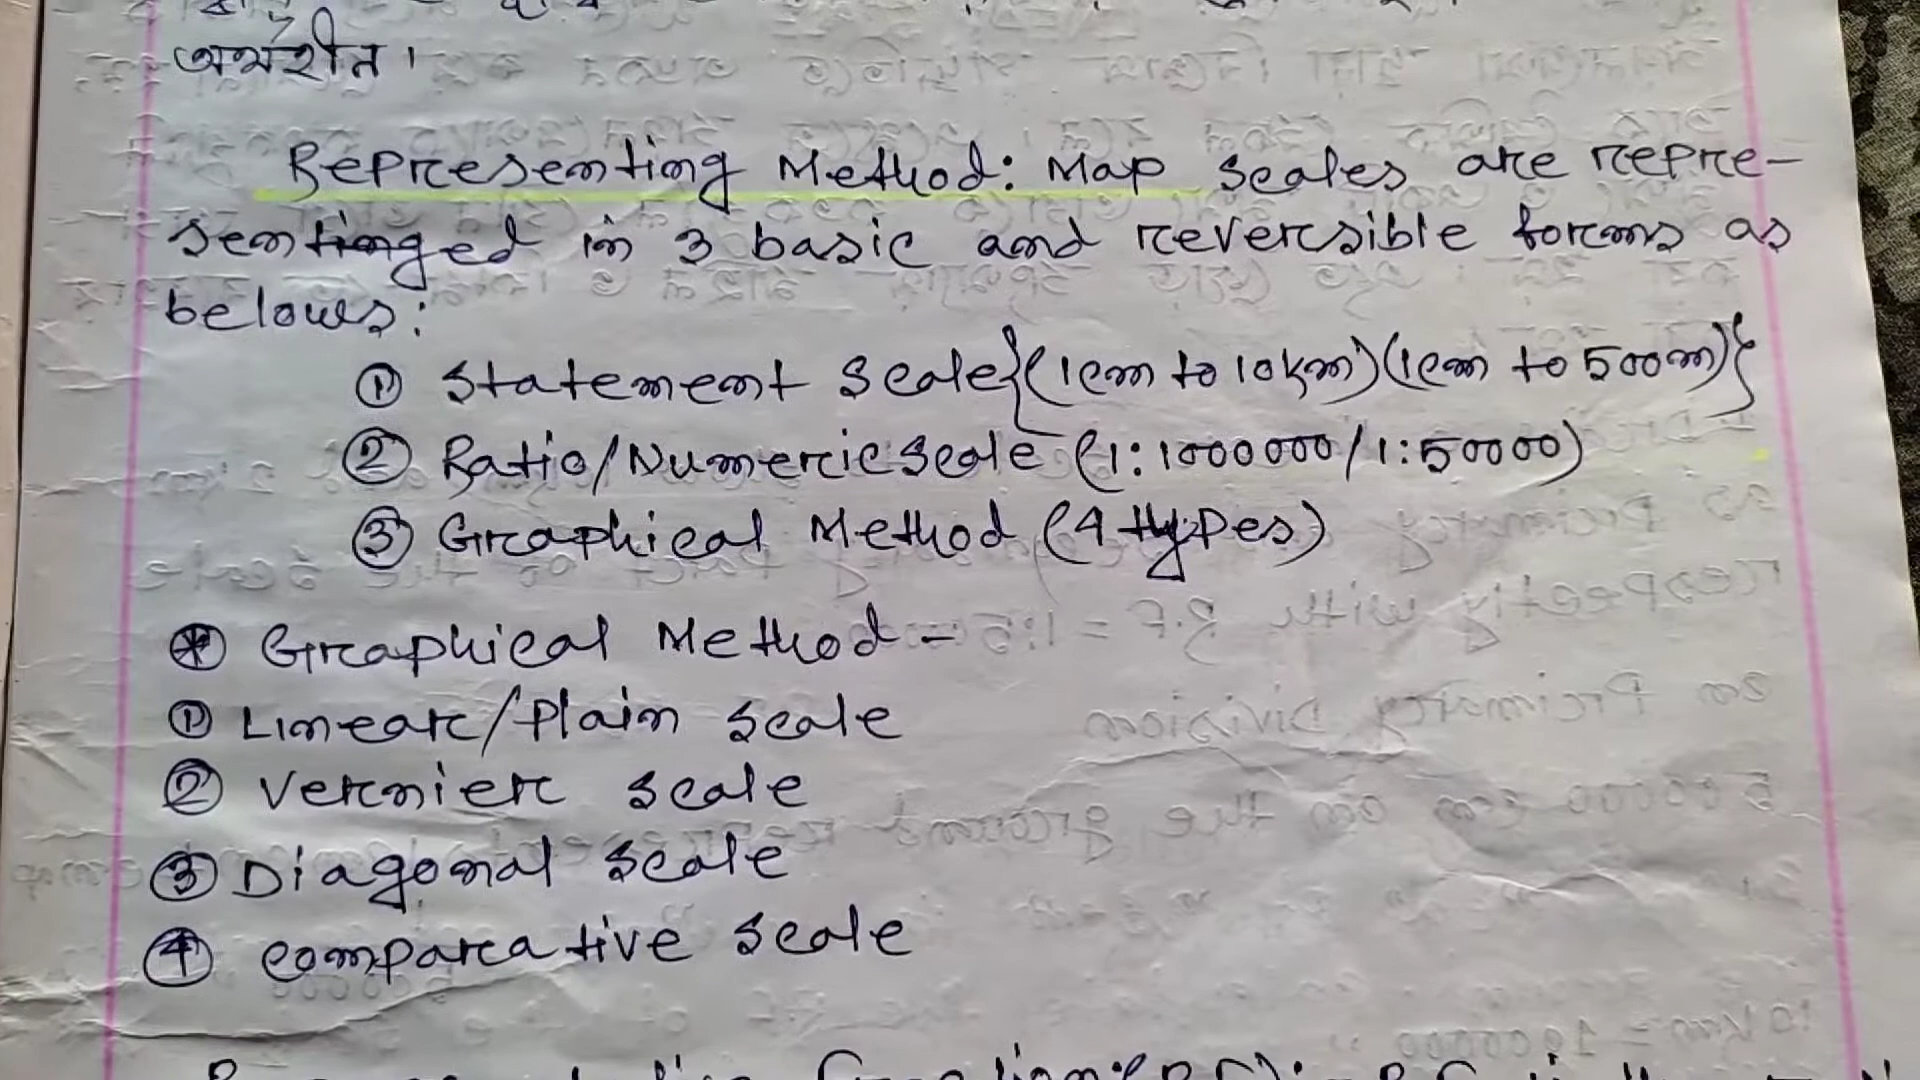 অর্থহীন।
Representing Method: Map Scales are repre-
sentinged in 3 basic and reversible forms as
belows:
① Statement Scale{(1cm to 10km)(1cm to 500m)}
② Ratio/Numeric Scale (1:1000000/1:50000)
③ Graphical Method (4 types)
⊛ Graphical Method -
① Linear/Plain Scale
② Vernier Scale
③ Diagonal Scale
④ Comparative Scale